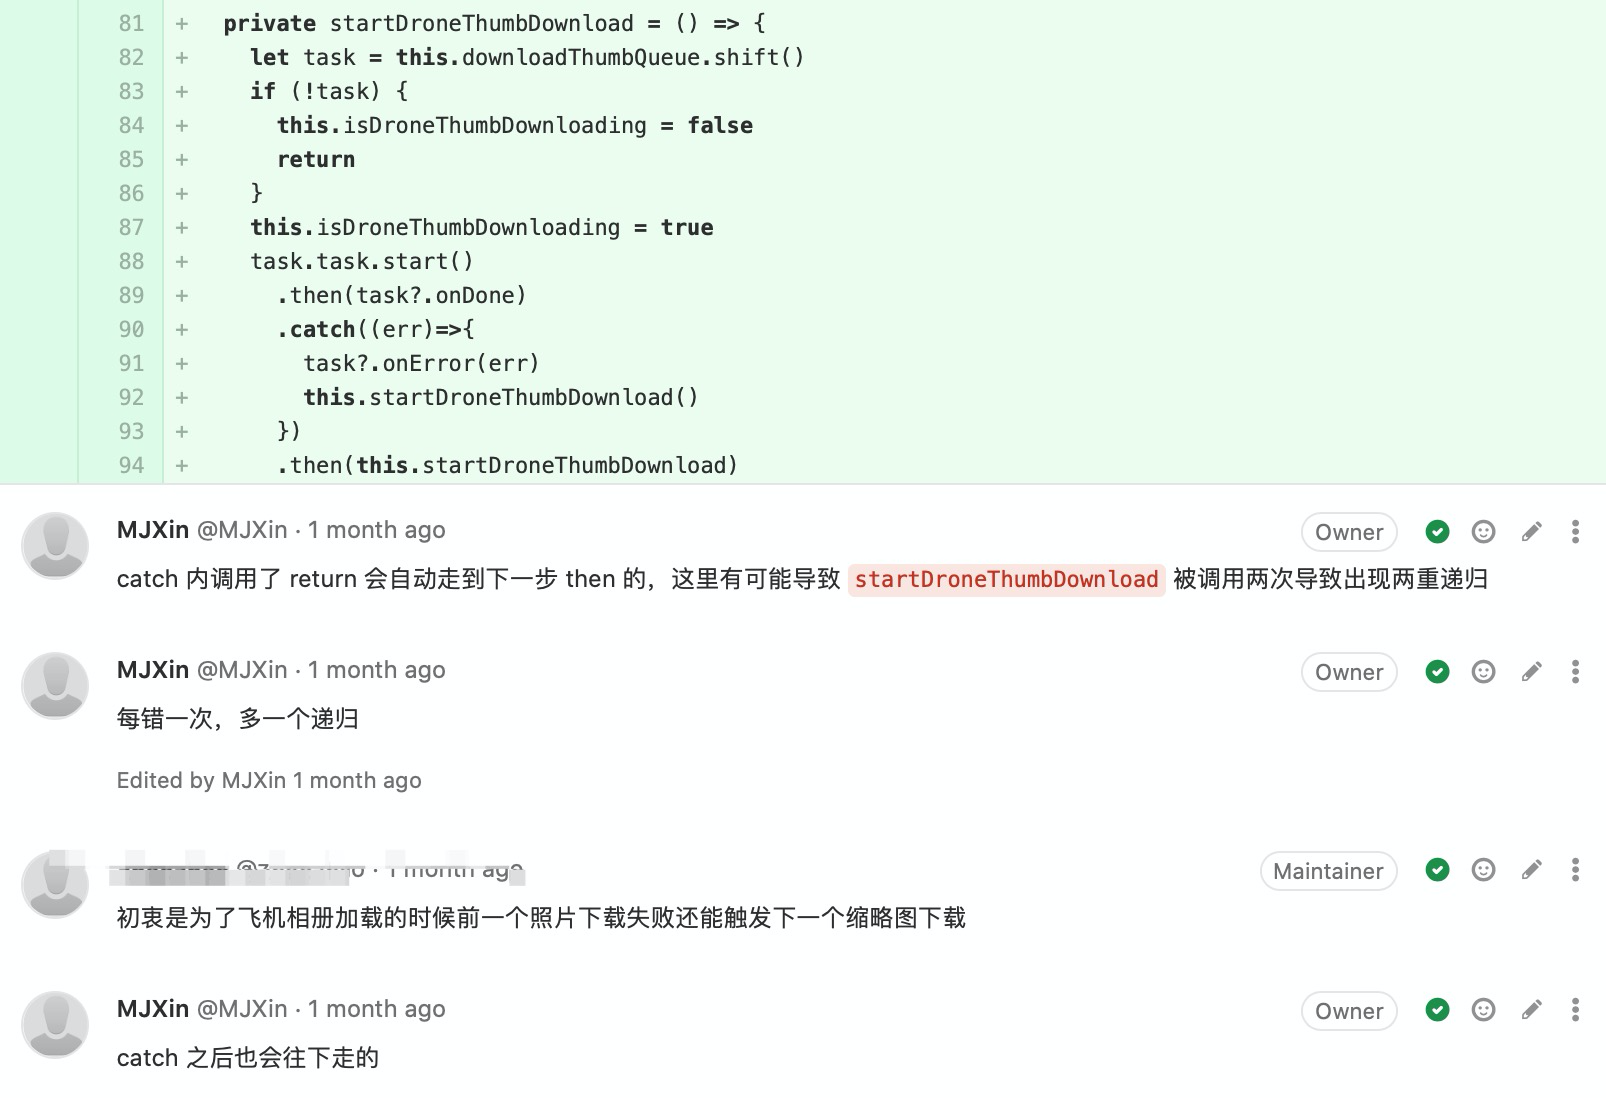 81 + private startDroneThumbDownload = () => {
82 + let task = this.downloadThumbQueue.shift()
83 + if (!task) {
84 + this.isDroneThumbDownloading = false
85 + return
86 + }
87 + this.isDroneThumbDownloading = true
88 + task.task.start()
89 + .then(task?.onDone)
90 + .catch((err)=>{
91 + task?.onError(err)
92 + this.startDroneThumbDownload()
93 + })
94 + .then(this.startDroneThumbDownload)
MJXin @MJXin · 1 month ago Owner
catch 内调用了 return 会自动走到下一步 then 的，这里有可能导致 startDroneThumbDownload 被调用两次导致出现两重递归
MJXin @MJXin · 1 month ago Owner
每错一次，多一个递归
Edited by MJXin 1 month ago
· 1 month ago Maintainer
初衷是为了飞机相册加载的时候前一个照片下载失败还能触发下一个缩略图下载
MJXin @MJXin · 1 month ago Owner
catch 之后也会往下走的